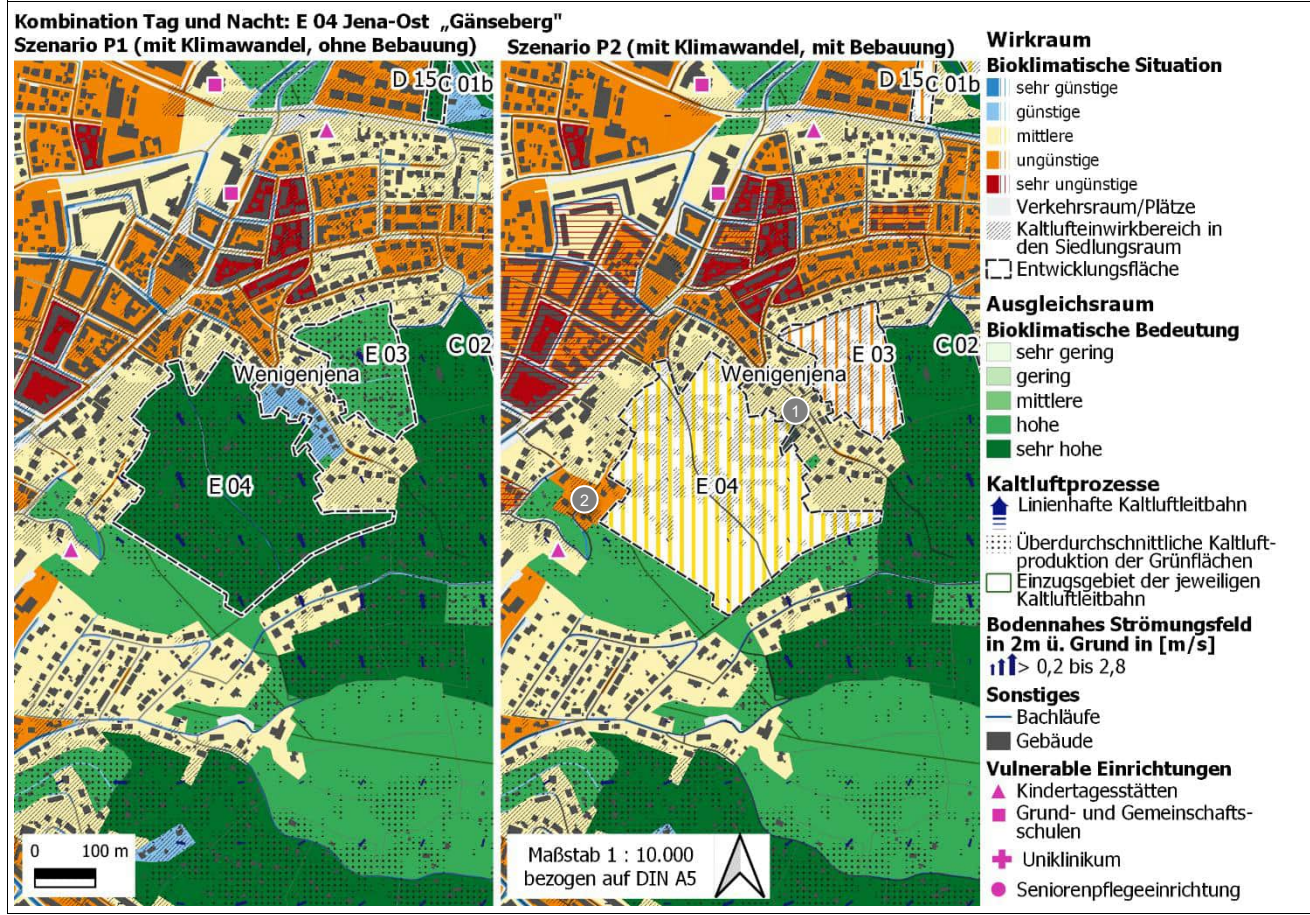 Kombination Tag und Nacht: E 04 Jena-Ost „Gänseberg"
Szenario P1 (mit Klimawandel, ohne Bebauung)
Szenario P2 (mit Klimawandel, mit Bebauung)
D 15
C 01b
E 03
C 02
Wenigenjena
E 04
0 100 m
D 15
C 01b
E 03
C 02
Wenigenjena
1
E 04
2
Maßstab 1 : 10.000
bezogen auf DIN A5
Wirkraum
Bioklimatische Situation
sehr günstige
günstige
mittlere
ungünstige
sehr ungünstige
Verkehrsraum/Plätze
Kaltlufteinwirkbereich in
den Siedlungsraum
Entwicklungsfläche
Ausgleichsraum
Bioklimatische Bedeutung
sehr gering
gering
mittlere
hohe
sehr hohe
Kaltluftprozesse
Linienhafte Kaltluftleitbahn
Überdurchschnittliche Kaltluft-
produktion der Grünflächen
Einzugsgebiet der jeweiligen
Kaltluftleitbahn
Bodennahes Strömungsfeld
in 2m ü. Grund in [m/s]
> 0,2 bis 2,8
Sonstiges
Bachläufe
Gebäude
Vulnerable Einrichtungen
Kindertagesstätten
Grund- und Gemeinschafts-
schulen
Uniklinikum
Seniorenpflegeeinrichtung